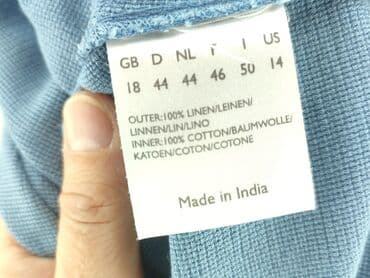 GB D NL F I US
18 44 44 46 50 14
OUTER:100% LINEN/LEINEN/
LINNEN/LIN/LINO
INNER:100% COTTON/BAUMWOLLE/
KATOEN/COTON/COTONE
Made in India